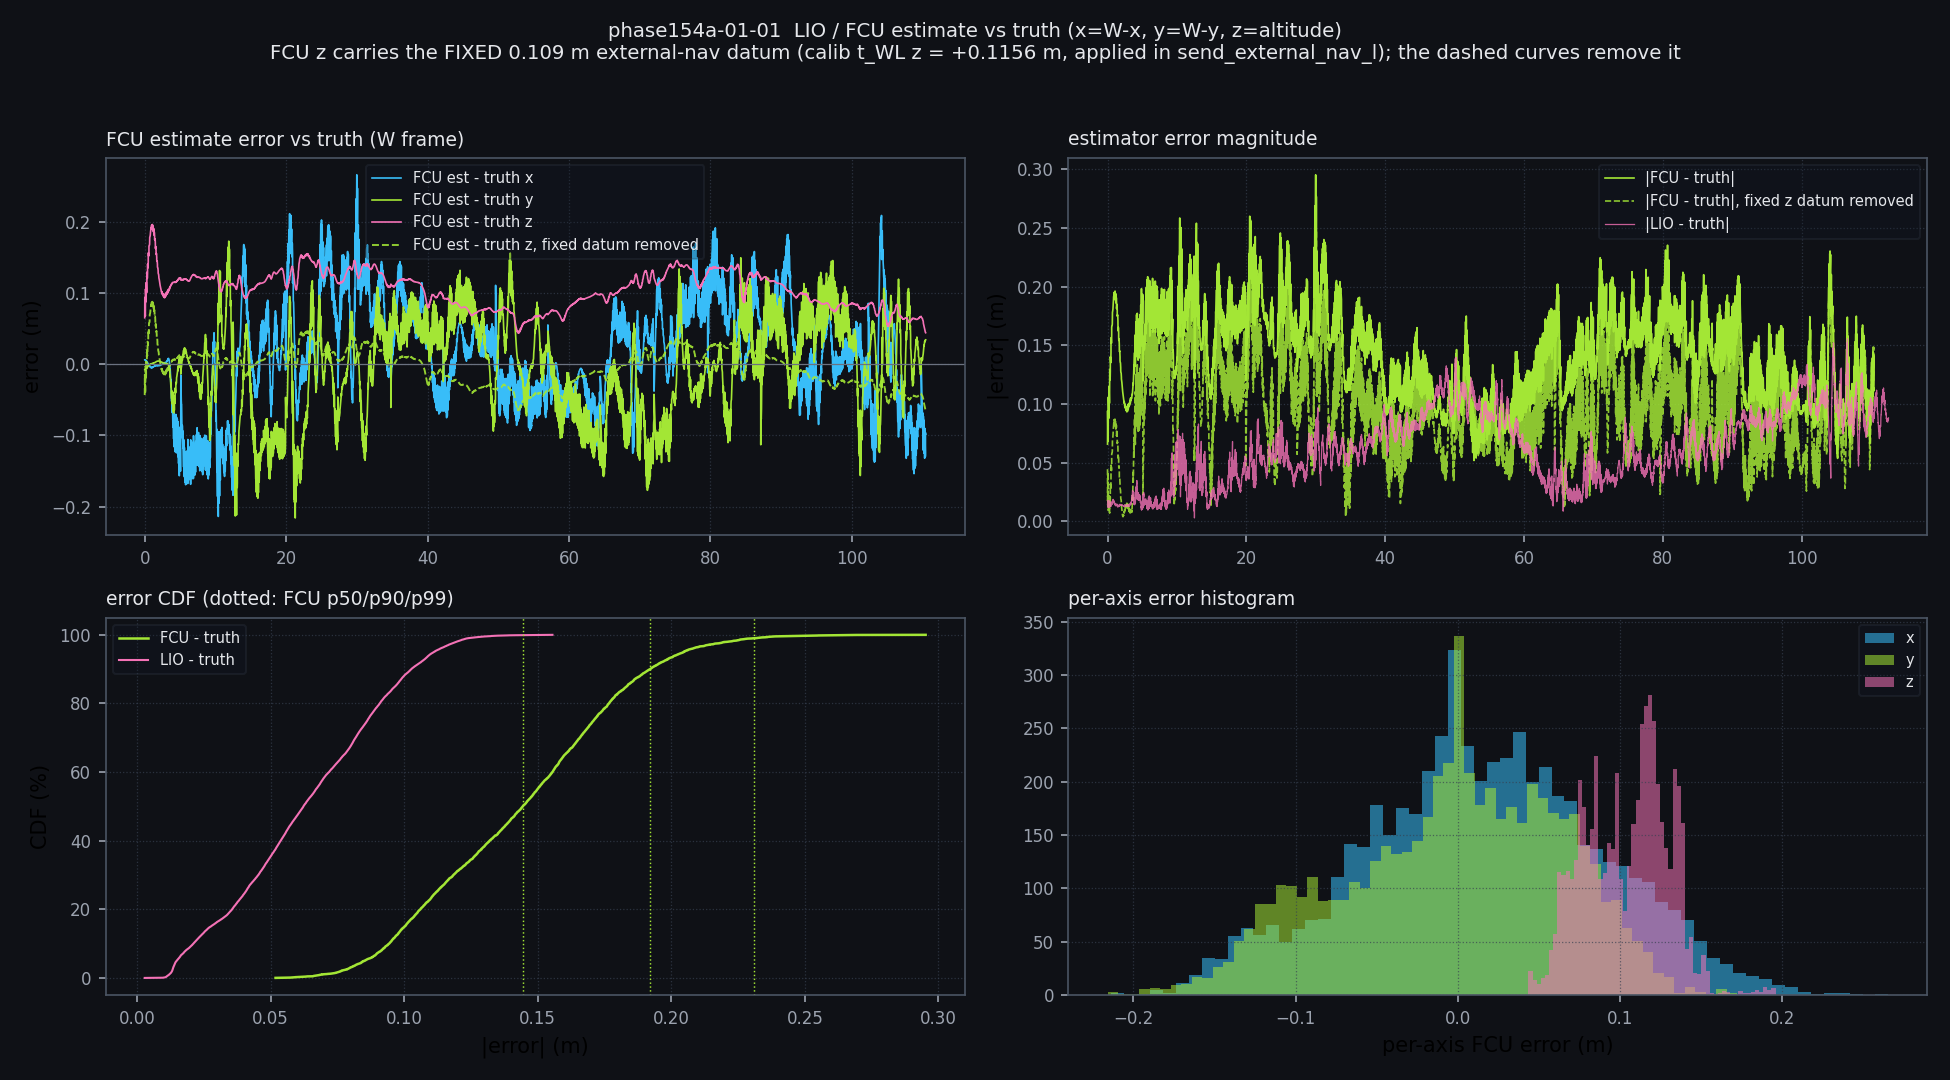 phase154a-01-01  LIO / FCU estimate vs truth (x=W-x, y=W-y, z=altitude)
FCU z carries the FIXED 0.109 m external-nav datum (calib t_WL z = +0.1156 m, applied in send_external_nav_l); the dashed curves remove it
FCU estimate error vs truth (W frame)
error (m)
0.2
0.1
0.0
−0.1
−0.2
FCU est - truth x
FCU est - truth y
FCU est - truth z
FCU est - truth z, fixed datum removed
0 20 40 60 80 100
estimator error magnitude
|error| (m)
0.30
0.25
0.20
0.15
0.10
0.05
0.00
|FCU - truth|
|FCU - truth|, fixed z datum removed
|LIO - truth|
0 20 40 60 80 100
error CDF (dotted: FCU p50/p90/p99)
CDF (%)
100
80
60
40
20
0
FCU - truth
LIO - truth
0.00 0.05 0.10 0.15 0.20 0.25 0.30
|error| (m)
per-axis error histogram
350
300
250
200
150
100
50
0
x
y
z
−0.2 −0.1 0.0 0.1 0.2
per-axis FCU error (m)